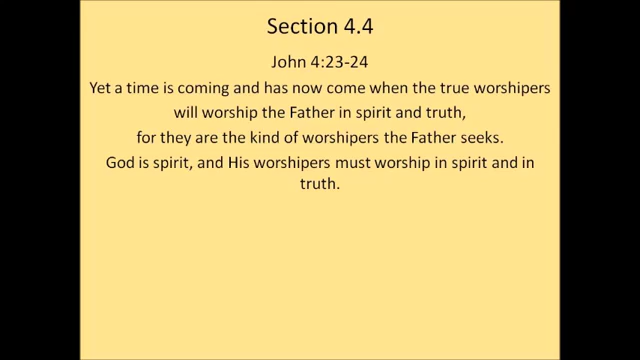 Section 4.4
John 4:23-24
Yet a time is coming and has now come when the true worshipers
will worship the Father in spirit and truth,
for they are the kind of worshipers the Father seeks.
God is spirit, and His worshipers must worship in spirit and in
truth.